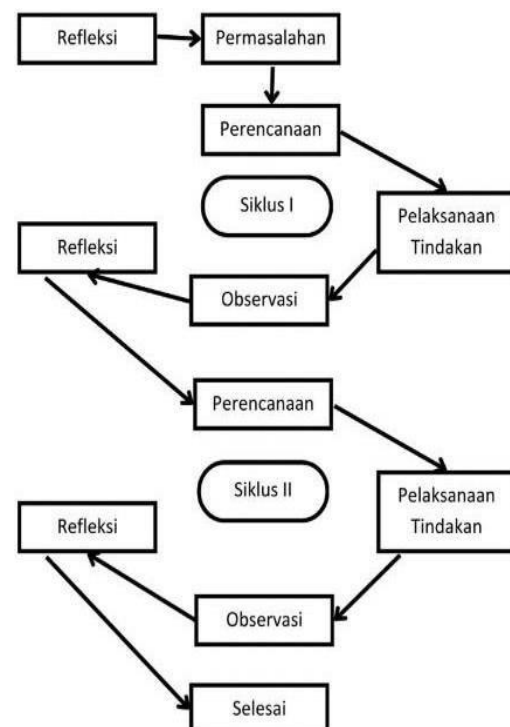 Refleksi
Permasalahan
Perencanaan
Siklus I
Pelaksanaan
Tindakan
Observasi
Refleksi
Perencanaan
Siklus II
Pelaksanaan
Tindakan
Observasi
Refleksi
Selesai